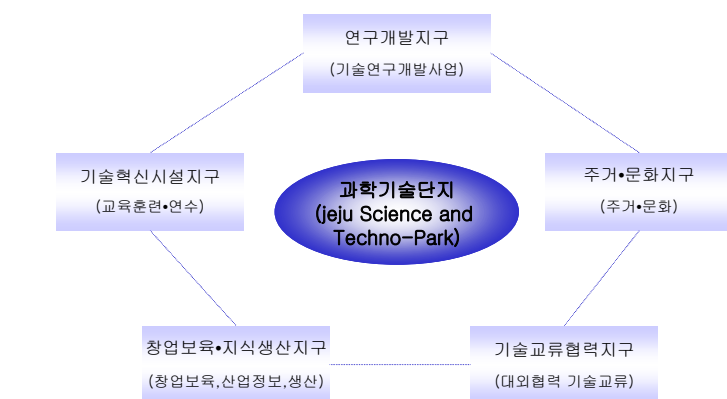 연구개발지구
(기술연구개발사업)
기술혁신시설지구
(교육훈련•연수)
과학기술단지
(jeju Science and
Techno-Park)
주거•문화지구
(주거•문화)
창업보육•지식생산지구
(창업보육,산업정보,생산)
기술교류협력지구
(대외협력 기술교류)